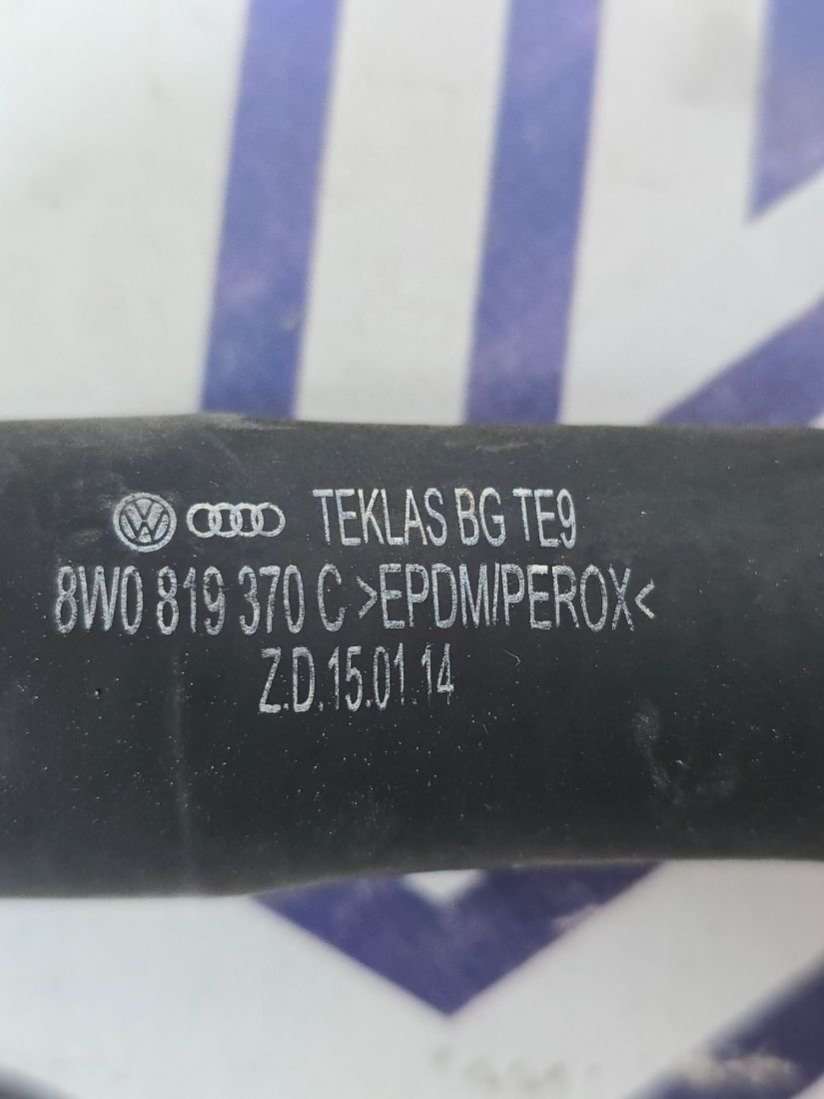 TEKLAS BG TE9
8W0 819 370 C >EPDM/PEROX<
Z.D.15.01.14